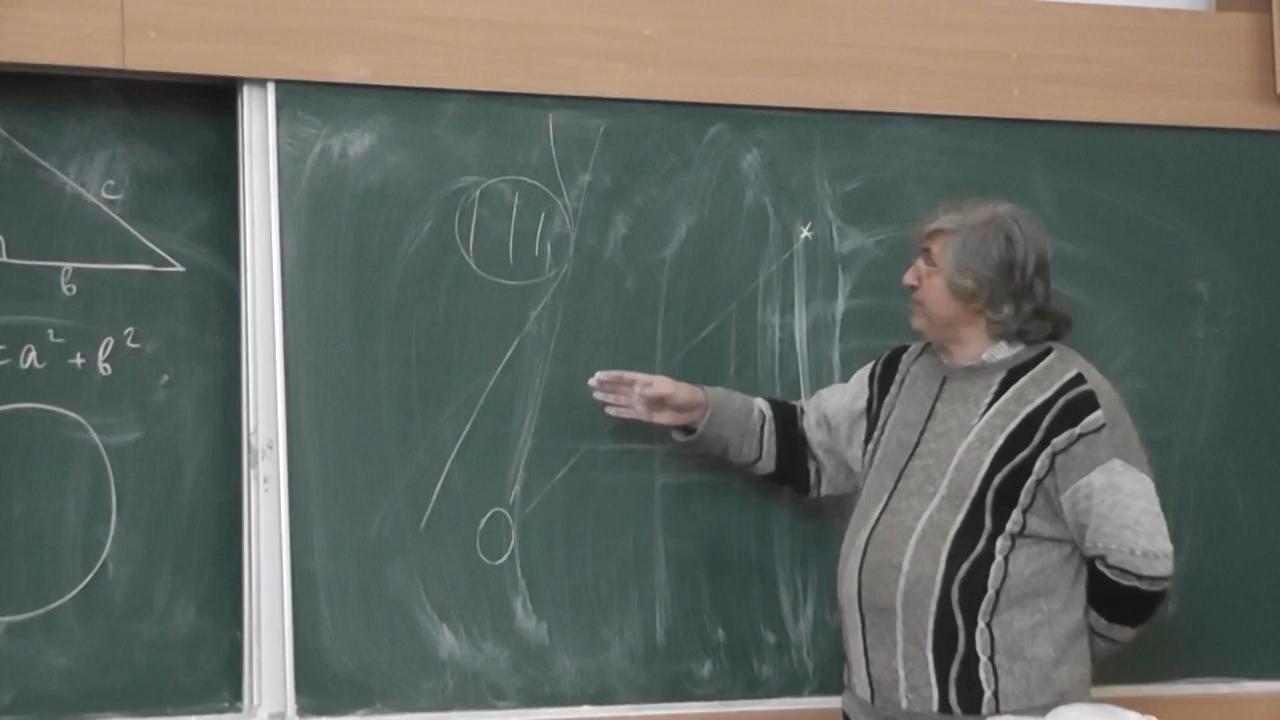 c
b
= a² + b²